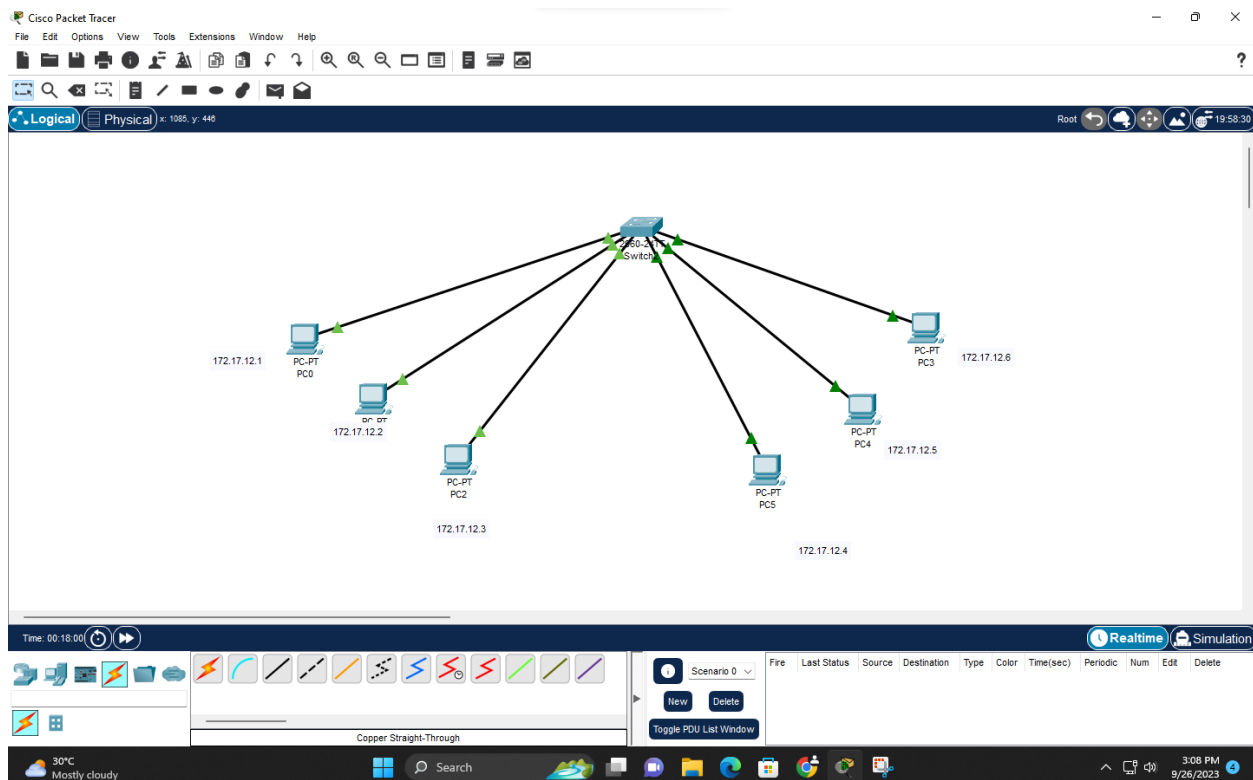 Cisco Packet Tracer
File Edit Options View Tools Extensions Window Help
?
Logical Physical x: 1085, y: 446 Root 19:58:30
2960-24TT
Switch
172.17.12.1
PC-PT
PC0
PC-PT
172.17.12.2
PC-PT
PC2
172.17.12.3
PC-PT
PC3
172.17.12.6
PC-PT
PC4
172.17.12.5
PC-PT
PC5
172.17.12.4
Time: 00:18:00 Realtime Simulation
Scenario 0
New Delete
Toggle PDU List Window
Fire Last Status Source Destination Type Color Time(sec) Periodic Num Edit Delete
Copper Straight-Through
30°C
Mostly cloudy
Search
3:08 PM
9/26/2023
4